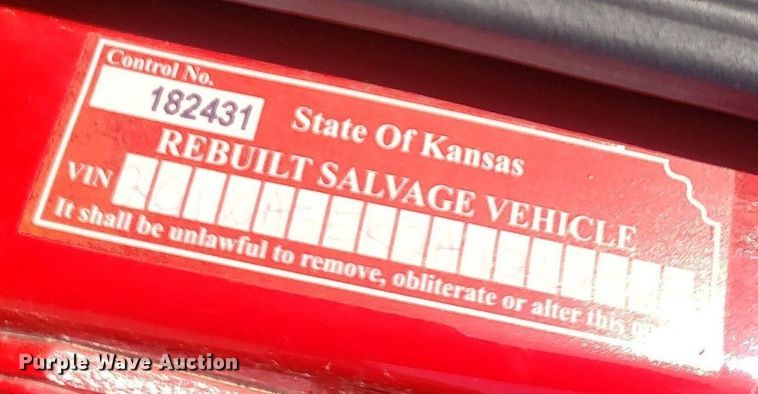 Control No.
182431
State Of Kansas
REBUILT SALVAGE VEHICLE
VIN
It shall be unlawful to remove, obliterate or alter this
Purple Wave Auction